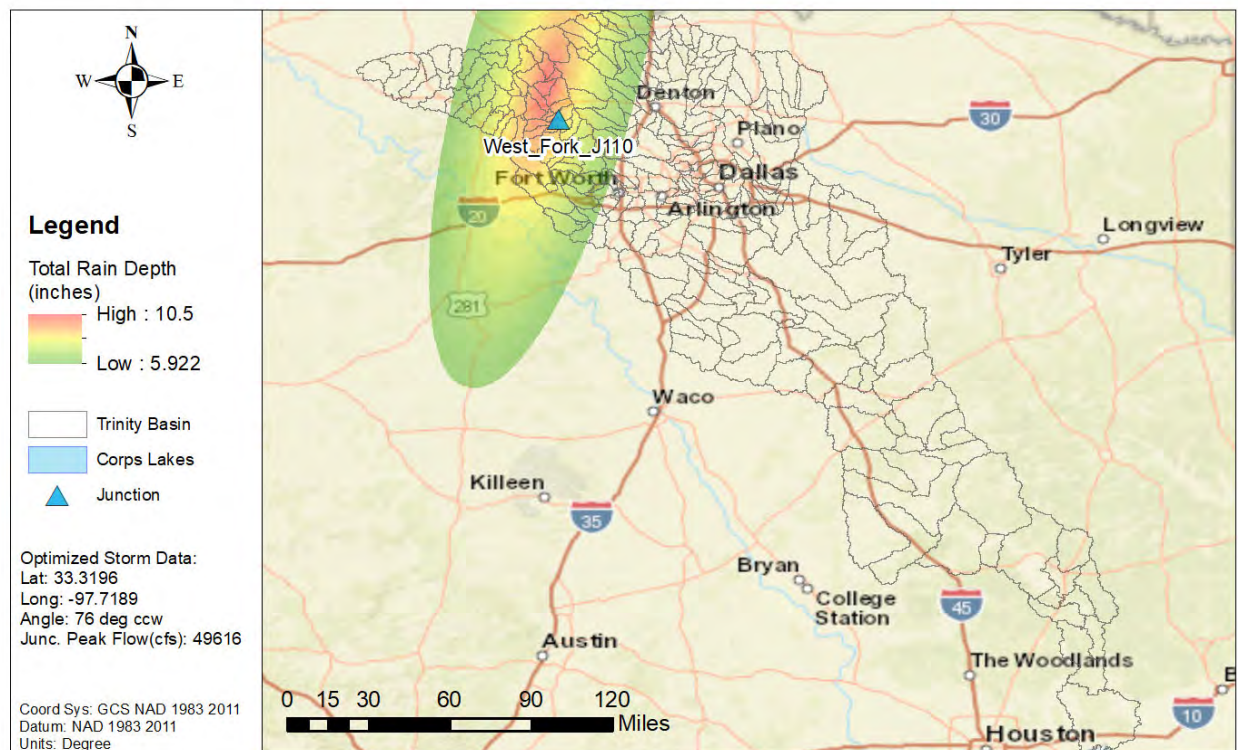 N
W
E
S
Legend
Total Rain Depth
(inches)
High : 10.5
Low : 5.922
Trinity Basin
Corps Lakes
Junction
Optimized Storm Data:
Lat: 33.3196
Long: -97.7189
Angle: 76 deg ccw
Junc. Peak Flow(cfs): 49616
Coord Sys: GCS NAD 1983 2011
Datum: NAD 1983 2011
Units: Degree
Denton
30
Plano
West_Fork_J110
Fort Worth
Dallas
20
Arlington
Longview
Tyler
281
Waco
Killeen
35
Bryan
College
Station
45
Austin
The Woodlands
10
Houston
0 15 30 60 90 120
Miles